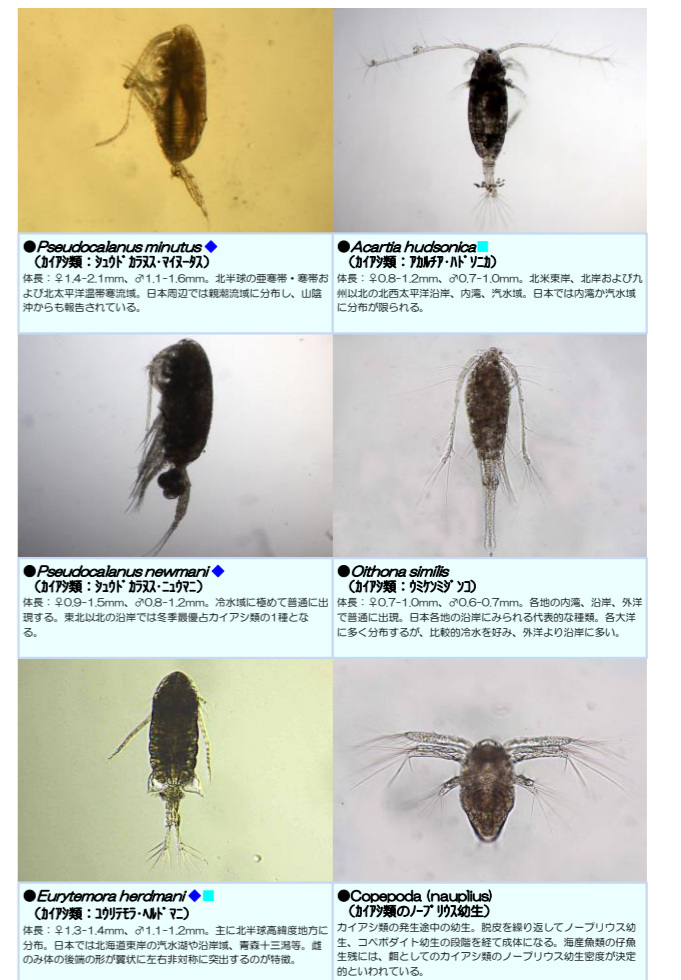 ●Pseudocalanus minutus ◆
（ｶｲｱｼ類：ｼｭｳﾄﾞｶﾗﾇｽ･ﾏｲﾇｰﾀｽ）
体長：♀1.4-2.1mm、♂1.1-1.6mm。北半球の亜寒帯・寒帯お
よび北太平洋温帯寒流域。日本周辺では親潮流域に分布し、山陰
沖からも報告されている。
●Acartia hudsonica■
（ｶｲｱｼ類：ｱｶﾙﾁｱ･ﾊﾄﾞｿﾆｶ）
体長：♀0.8-1.2mm、♂0.7-1.0mm。北米東岸、北岸および九
州以北の北西太平洋沿岸、内湾、汽水域。日本では内湾か汽水域
に分布が限られる。
●Pseudocalanus newmani ◆
（ｶｲｱｼ類：ｼｭｳﾄﾞｶﾗﾇｽ･ﾆｭｳﾏﾆ）
体長：♀0.9-1.5mm、♂0.8-1.2mm。冷水域に極めて普通に出
現する。東北以北の沿岸では冬季最優占カイアシ類の1種とな
る。
●Oithona similis
（ｶｲｱｼ類：ｳﾐｹﾝﾐｼﾞﾝｺ）
体長：♀0.7-1.0mm、♂0.6-0.7mm。各地の内湾、沿岸、外洋
で普通に出現。日本各地の沿岸にみられる代表的な種類。各大洋
に多く分布するが、比較的冷水を好み、外洋より沿岸に多い。
●Eurytemora herdmani ◆■
（ｶｲｱｼ類：ﾕｳﾘﾃﾓﾗ･ﾍﾙﾄﾞﾏﾆ）
体長：♀1.3-1.4mm、♂1.1-1.2mm。主に北半球高緯度地方に
分布。日本では北海道東岸の汽水湖や沿岸域、青森十三湖等。雌
のみ体の後端の形が翼状に左右非対称に突出するのが特徴。
●Copepoda (nauplius)
（ｶｲｱｼ類のﾉｰﾌﾟﾘｳｽ幼生）
カイアシ類の発生途中の幼生。脱皮を繰り返してノープリウス幼
生、コペポダイト幼生の段階を経て成体になる。海産魚類の仔魚
生残には、餌としてのカイアシ類のノープリウス幼生密度が決定
的といわれている。